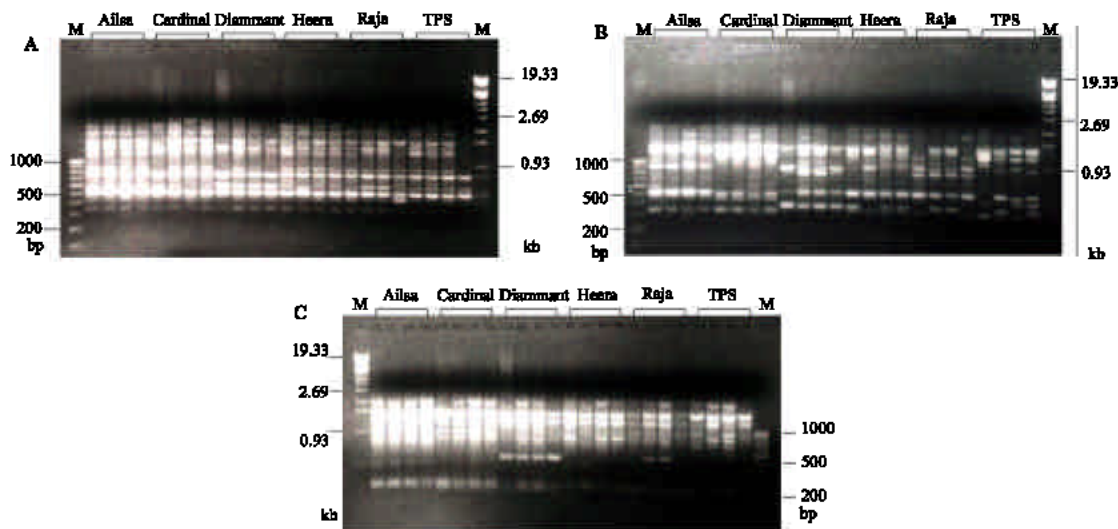 A M Ailsa Cardinal Diammant Heera Raja TPS M
19.33
2.69
1000 0.93
500
200
bp kb
B Ailsa Cardinal Diammant Heera Raja TPS M
19.33
2.69
1000 0.93
500
200
bp kb
C M Ailsa Cardinal Diammant Heera Raja TPS M
19.33
2.69
0.93 1000
500
200
kb bp